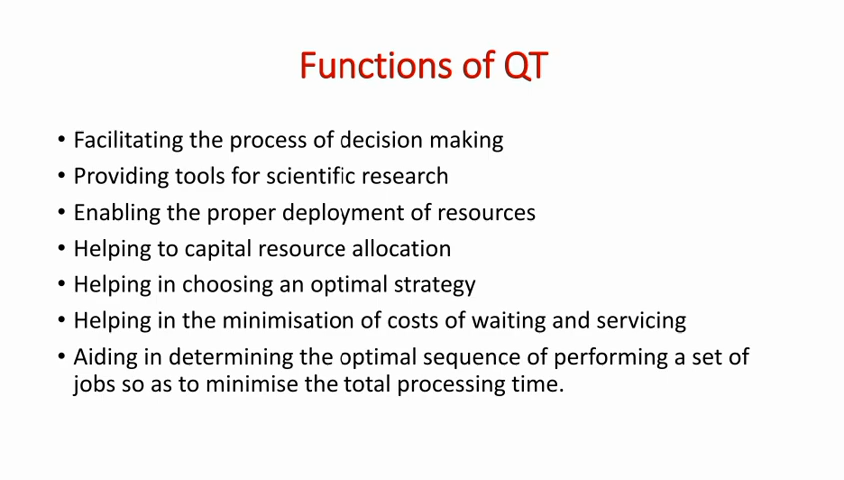 Functions of QT
• Facilitating the process of decision making
• Providing tools for scientific research
• Enabling the proper deployment of resources
• Helping to capital resource allocation
• Helping in choosing an optimal strategy
• Helping in the minimisation of costs of waiting and servicing
• Aiding in determining the optimal sequence of performing a set of
jobs so as to minimise the total processing time.